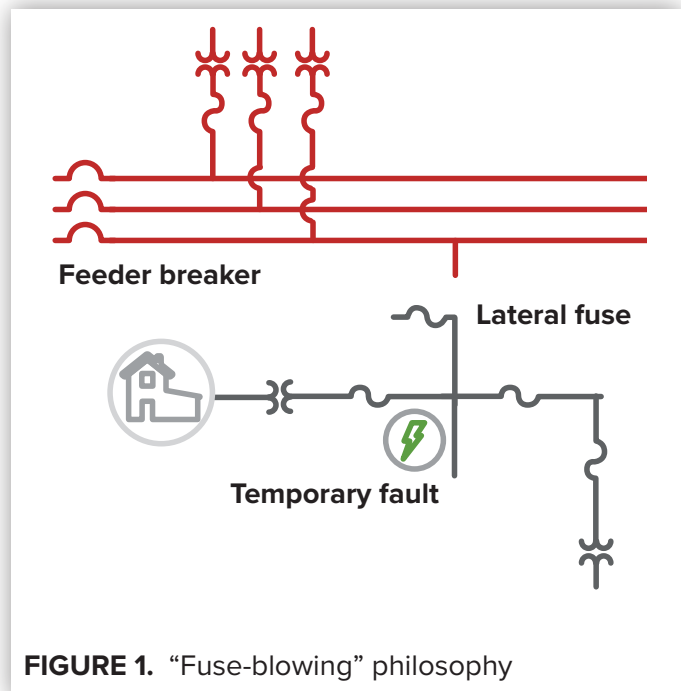 Feeder breaker
Lateral fuse
Temporary fault
FIGURE 1. “Fuse-blowing” philosophy